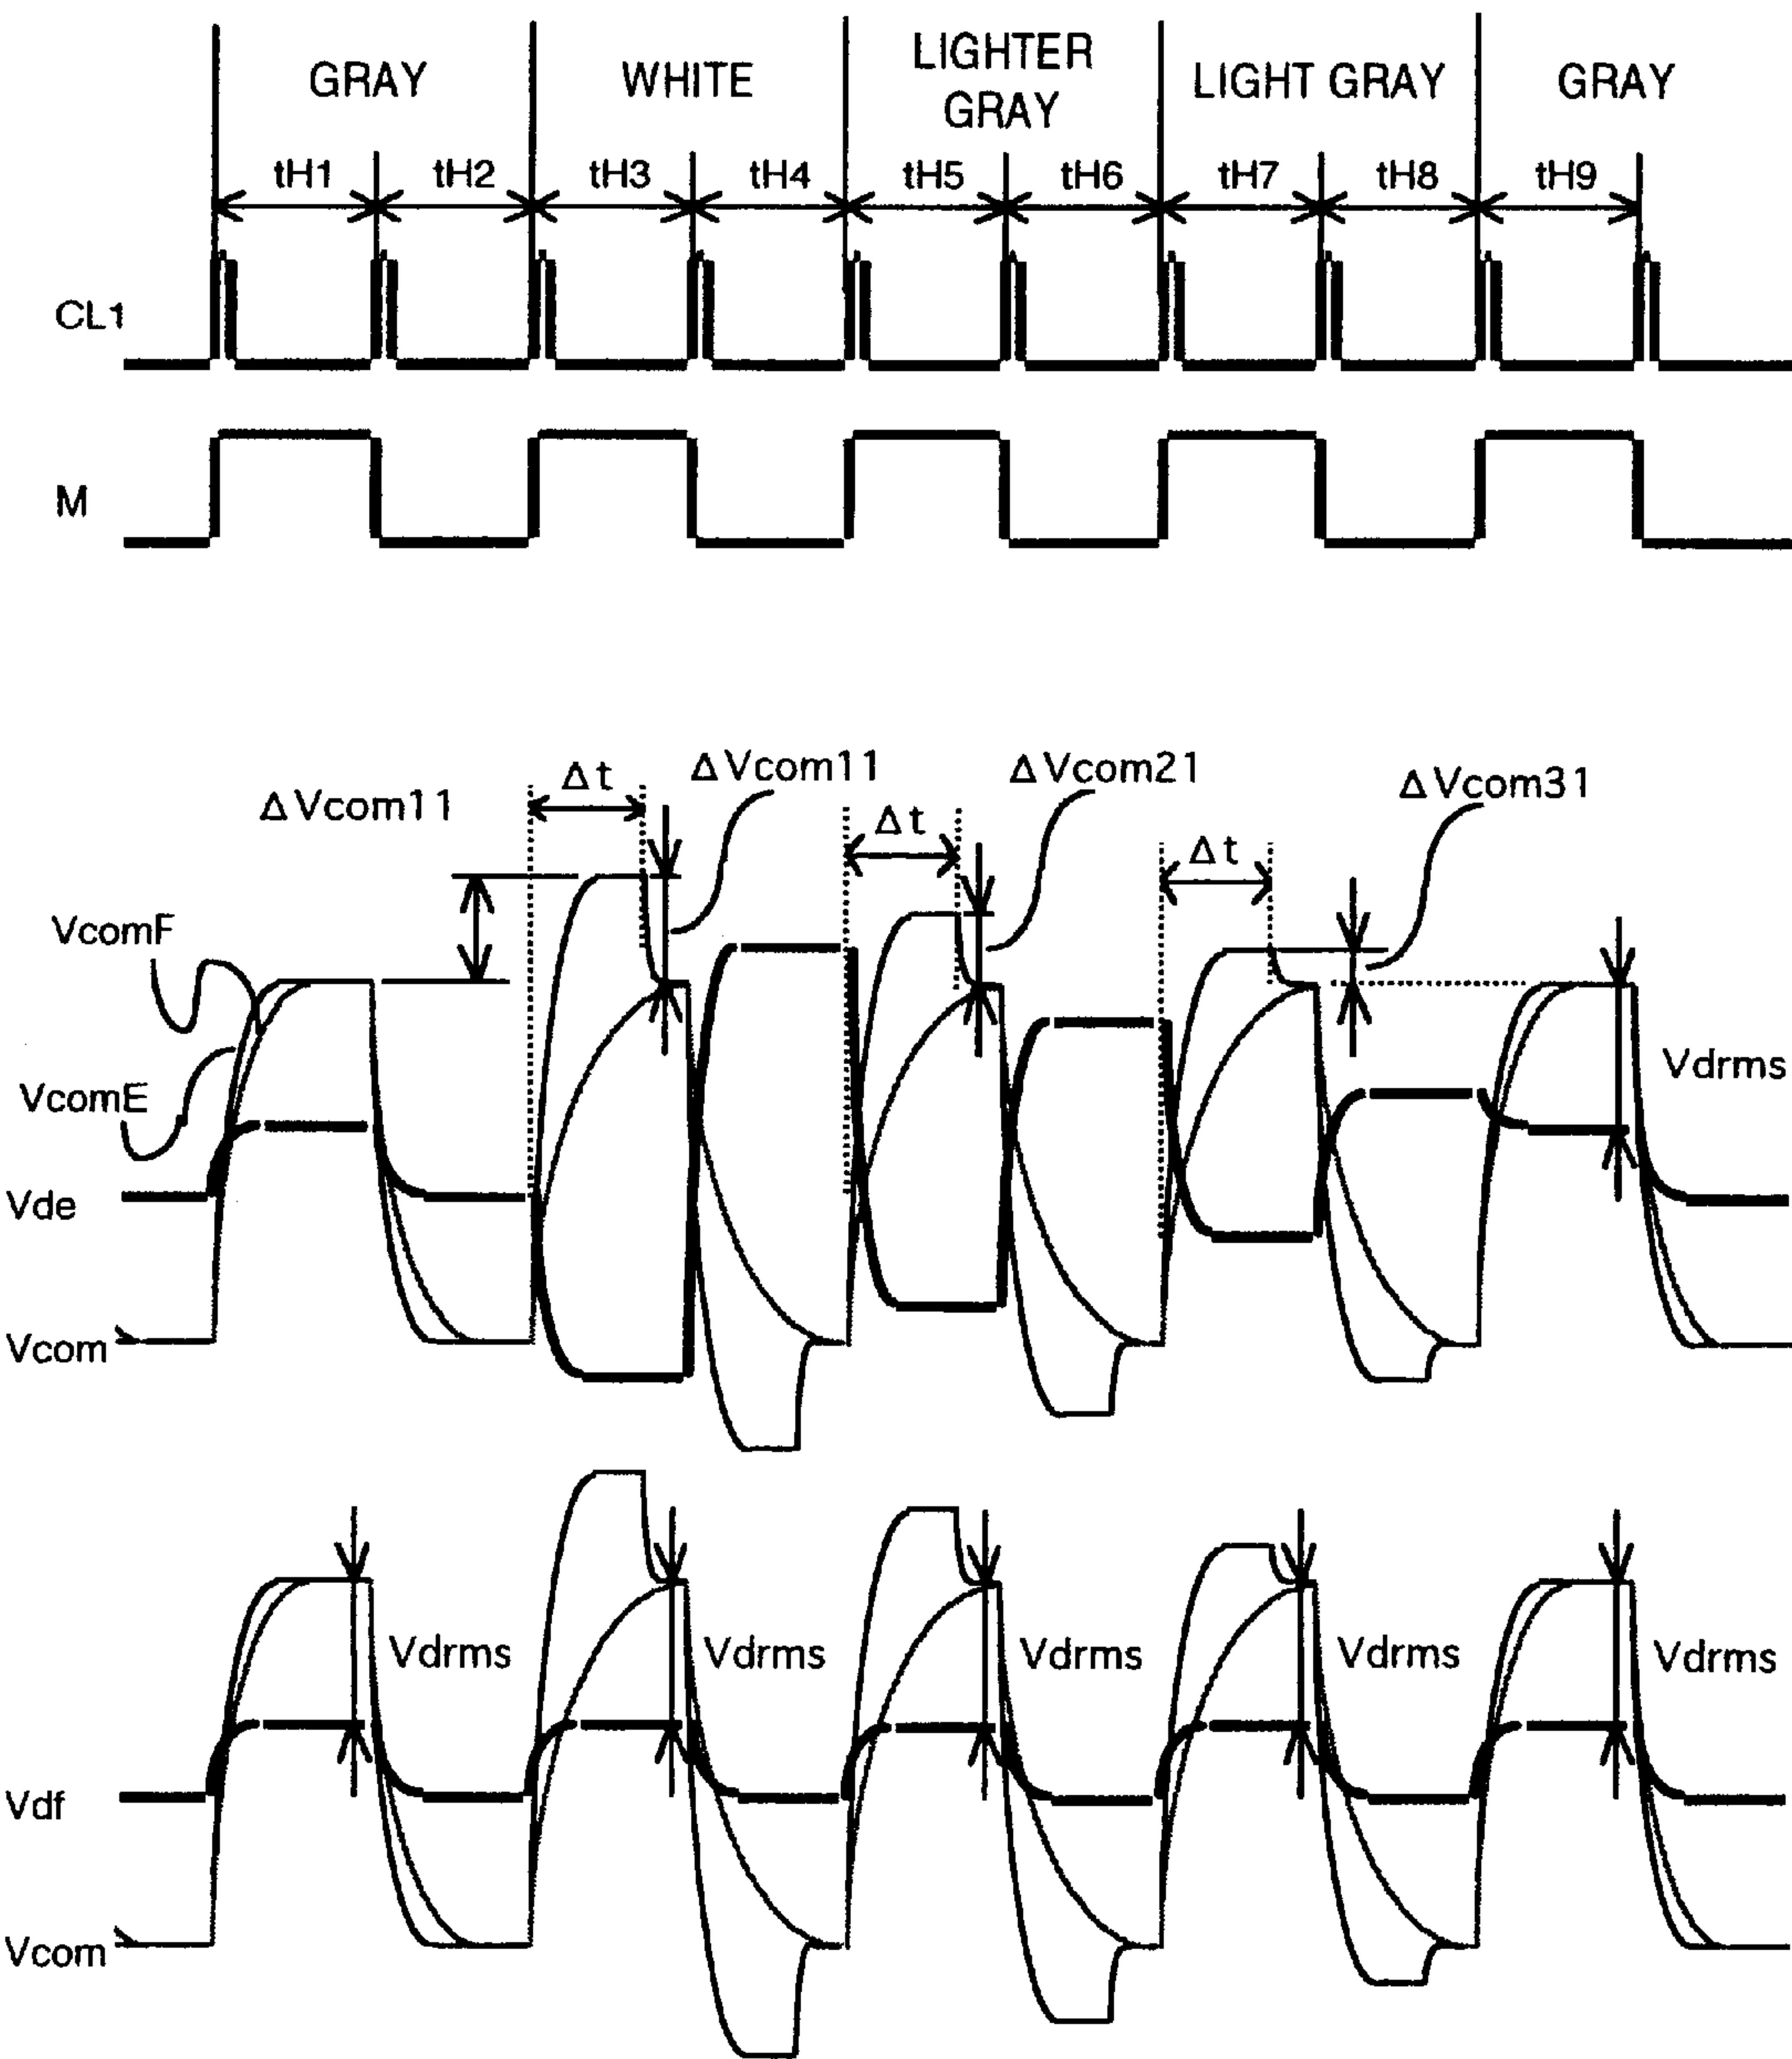 GRAY WHITE LIGHTER GRAY LIGHT GRAY GRAY
tH1 tH2 tH3 tH4 tH5 tH6 tH7 tH8 tH9
CL1
M
ΔVcom11 Δt ΔVcom11 Δt ΔVcom21 Δt ΔVcom31
VcomF
VcomE
Vdrms
Vde
Vcom
Vdrms Vdrms Vdrms Vdrms Vdrms
Vdf
Vcom